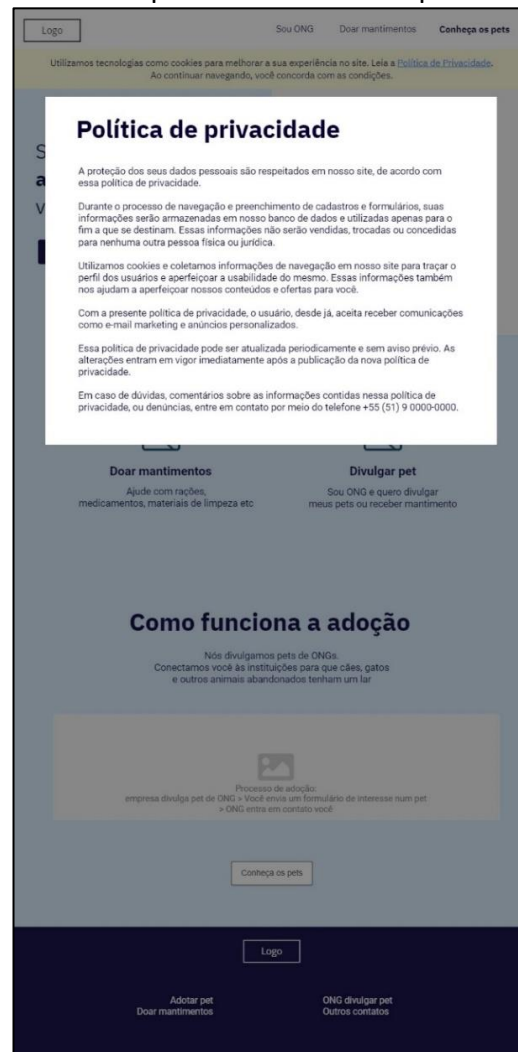 Logo
Sou ONG
Doar mantimentos
Conheça os pets
Utilizamos tecnologias como cookies para melhorar a sua experiência no site. Leia a Política de Privacidade.
Ao continuar navegando, você concorda com as condições.
S
a
V
Política de privacidade
A proteção dos seus dados pessoais são respeitados em nosso site, de acordo com
essa política de privacidade.
Durante o processo de navegação e preenchimento de cadastros e formulários, suas
informações serão armazenadas em nosso banco de dados e utilizadas apenas para o
fim a que se destinam. Essas informações não serão vendidas, trocadas ou concedidas
para nenhuma outra pessoa física ou jurídica.
Utilizamos cookies e coletamos informações de navegação em nosso site para traçar o
perfil dos usuários e aperfeiçoar a usabilidade do mesmo. Essas informações também
nos ajudam a aperfeiçoar nossos conteúdos e ofertas para você.
Com a presente política de privacidade, o usuário, desde já, aceita receber comunicações
como e-mail marketing e anúncios personalizados.
Essa política de privacidade pode ser atualizada periodicamente e sem aviso prévio. As
alterações entram em vigor imediatamente após a publicação da nova política de
privacidade.
Em caso de dúvidas, comentários sobre as informações contidas nessa política de
privacidade, ou denúncias, entre em contato por meio do telefone +55 (51) 9 0000-0000.
Doar mantimentos
Ajude com rações,
medicamentos, materiais de limpeza etc
Divulgar pet
Sou ONG e quero divulgar
meus pets ou receber mantimento
Como funciona a adoção
Nós divulgamos pets de ONGs.
Conectamos você às instituições para que cães, gatos
e outros animais abandonados tenham um lar
Processo de adoção:
empresa divulga pet de ONG > Você envia um formulário de interesse num pet
> ONG entra em contato você
Conheça os pets
Logo
Adotar pet
Doar mantimentos
ONG divulgar pet
Outros contatos